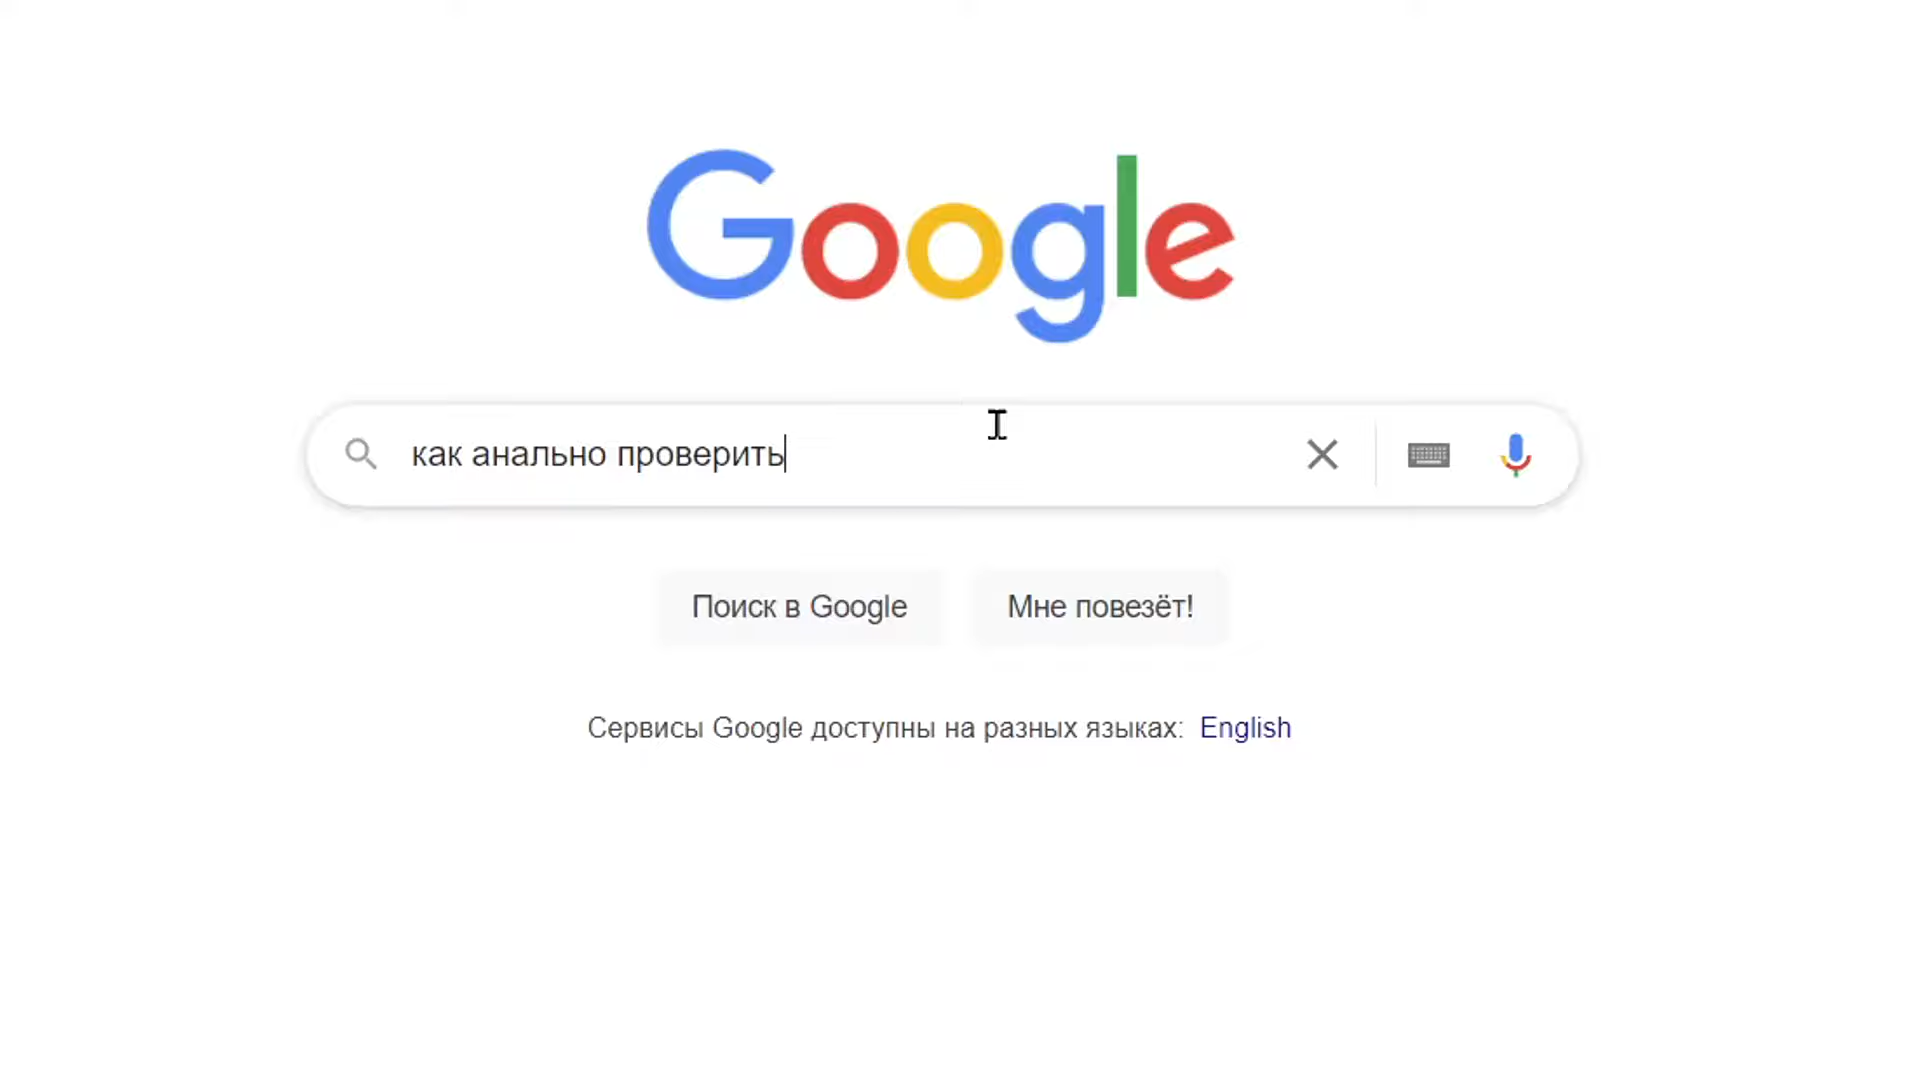 Google
как анально проверить
Поиск в Google
Мне повезёт!
Сервисы Google доступны на разных языках: English